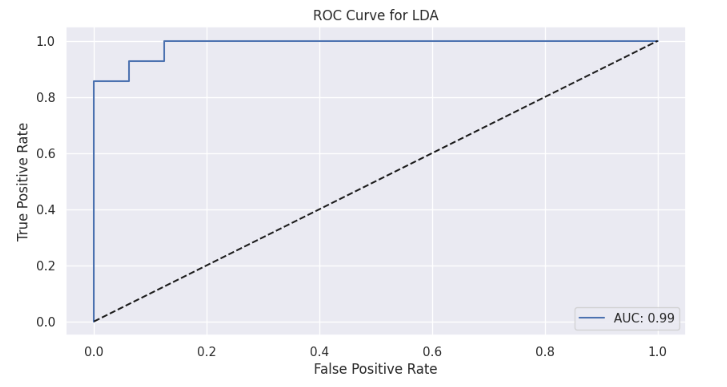 ROC Curve for LDA
True Positive Rate
1.0
0.8
0.6
0.4
0.2
0.0
0.0 0.2 0.4 0.6 0.8 1.0
False Positive Rate
AUC: 0.99